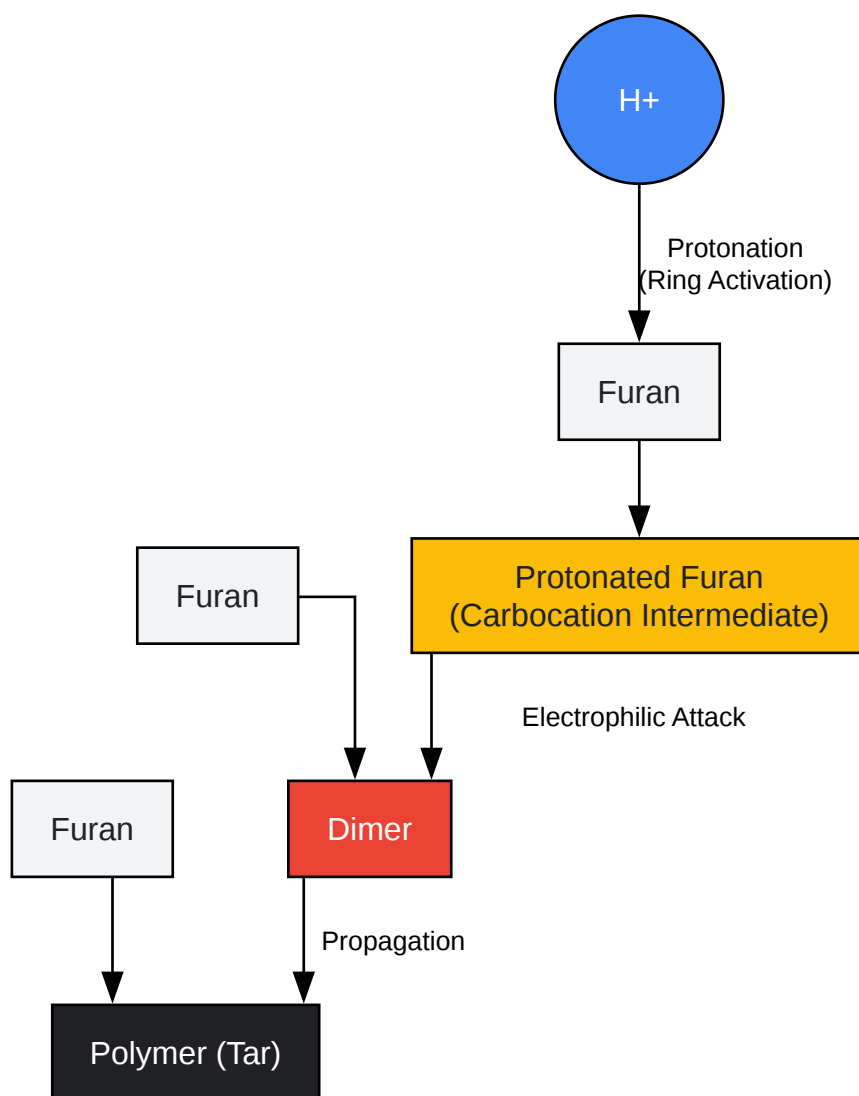 H+
Protonation
(Ring Activation)
Furan
Protonated Furan
(Carbocation Intermediate)
Furan
Electrophilic Attack
Furan
Dimer
Propagation
Polymer (Tar)